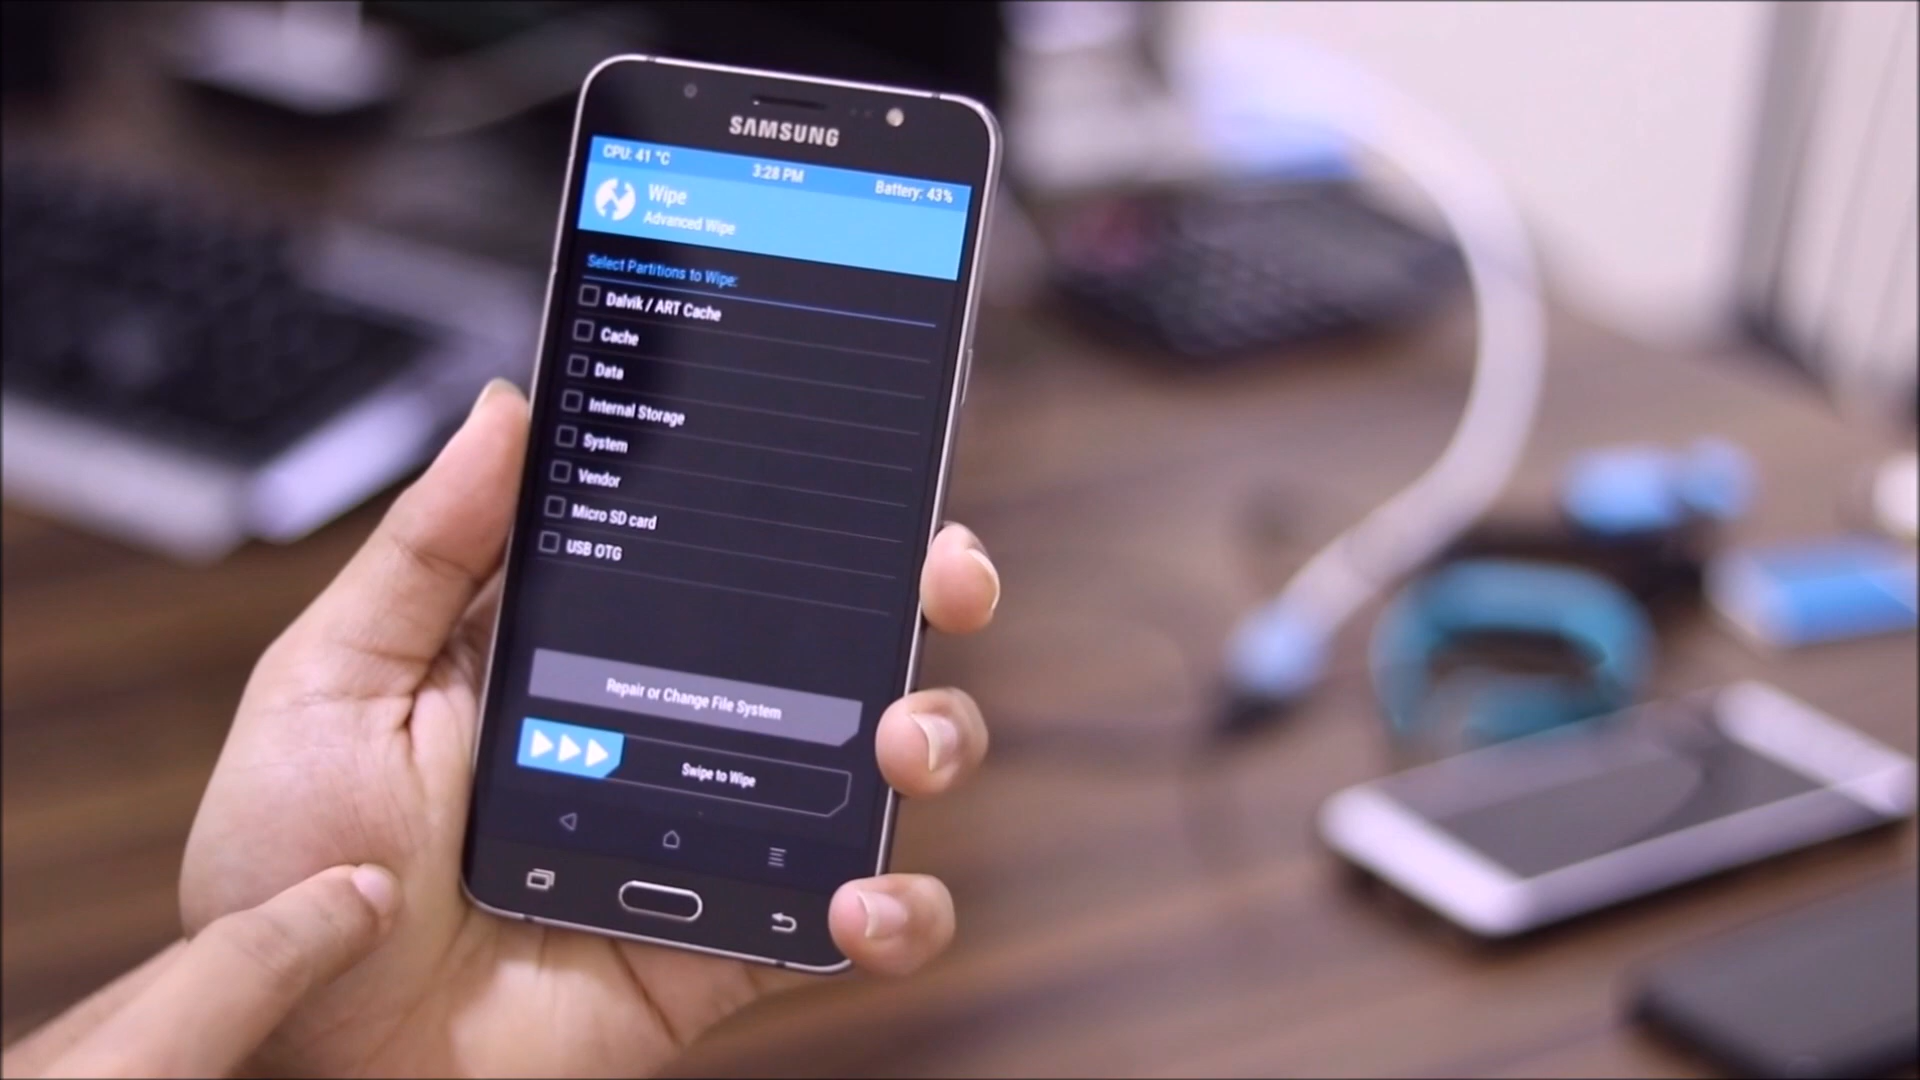 SAMSUNG
CPU: 41 °C
3:28 PM
Battery: 43%
Wipe
Advanced Wipe
Select Partitions to Wipe:
Dalvik / ART Cache
Cache
Data
Internal Storage
System
Vendor
Micro SD card
USB OTG
Repair or Change File System
Swipe to Wipe